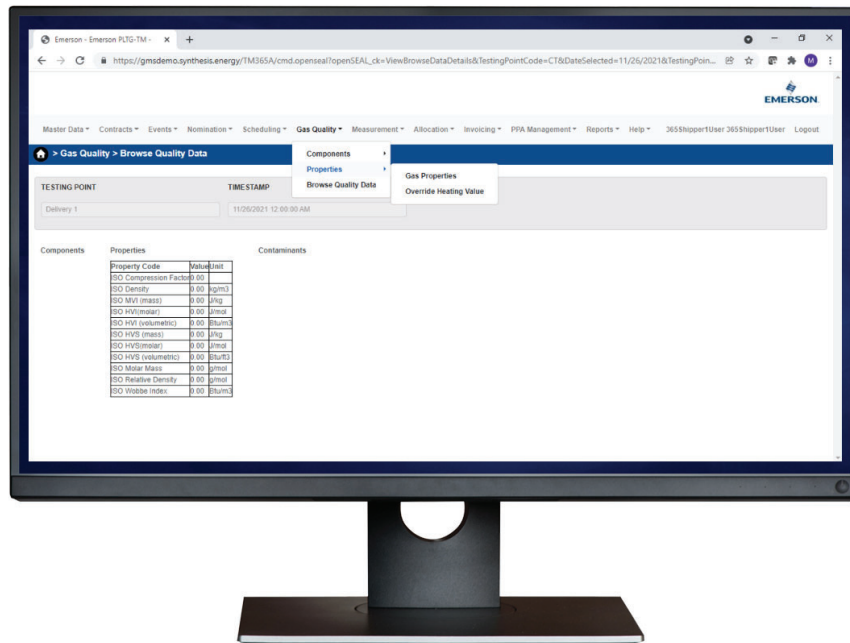 Emerson - Emerson PLTG-TM -
https://gmsdemo.synthesis.energy/TM365A/cmd.openseal?openSEAL_ck=ViewBrowseDataDetails&TestingPointCode=CT&DateSelected=11/26/2021&TestingPoin...
M
EMERSON
Master Data Contracts Events Nomination Scheduling Gas Quality Measurement Allocation Invoicing PPA Management Reports Help 365Shipper1User 365Shipper1User Logout
> Gas Quality > Browse Quality Data
Components
Properties
Browse Quality Data
Gas Properties
Override Heating Value
TESTING POINT TIMESTAMP
Delivery 1 11/26/2021 12:00:00 AM
Components Properties Contaminants
Property Code Value Unit
ISO Compression Factor 0.00
ISO Density 0.00 kg/m3
ISO MVI (mass) 0.00 J/kg
ISO HVI(molar) 0.00 J/mol
ISO HVI (volumetric) 0.00 Btu/m3
ISO HVS (mass) 0.00 J/kg
ISO HVS(molar) 0.00 J/mol
ISO HVS (volumetric) 0.00 Btu/ft3
ISO Molar Mass 0.00 g/mol
ISO Relative Density 0.00 g/mol
ISO Wobbe Index 0.00 Btu/m3